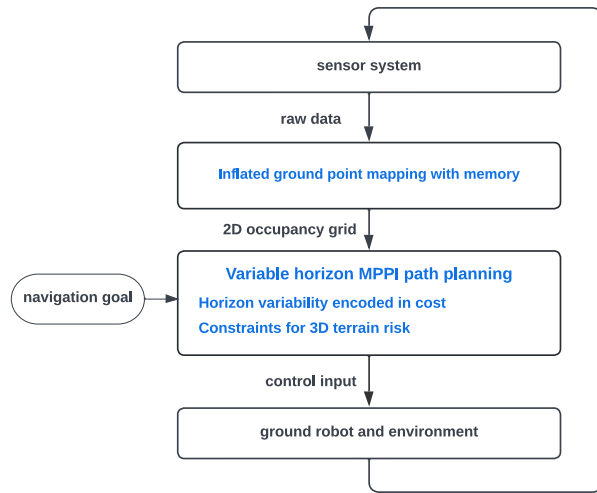 sensor system
raw data
Inflated ground point mapping with memory
2D occupancy grid
Variable horizon MPPI path planning
navigation goal
Horizon variability encoded in cost
Constraints for 3D terrain risk
control input
ground robot and environment